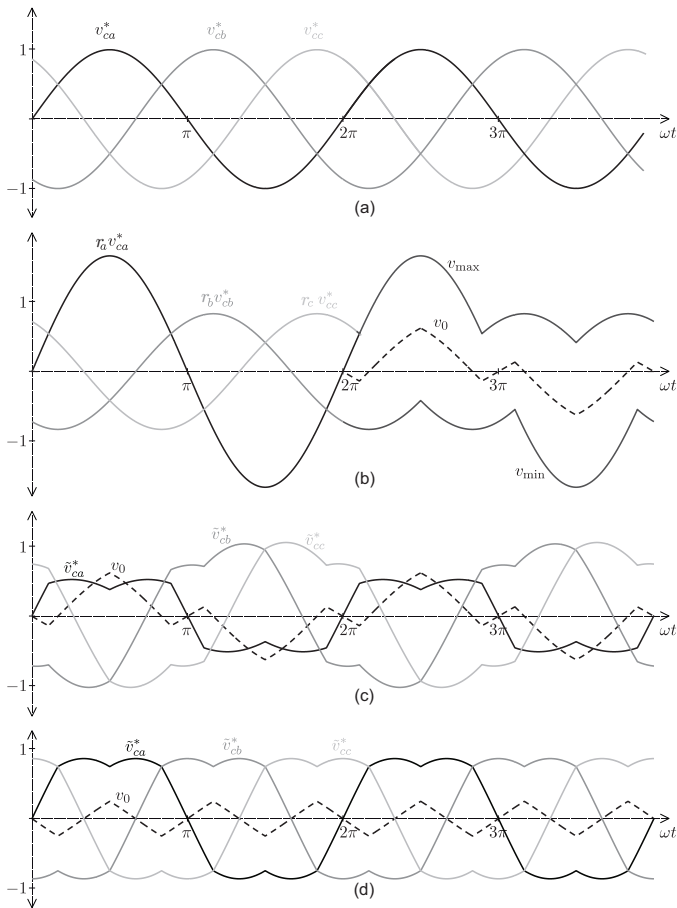 v*ca v*cb v*cc
1
π 2π 3π ωt
−1
(a)
rav*ca
vmax
1 rbv*cb rc v*cc
v0
π 2π 3π ωt
−1
vmin
(b)
ṽ*cb ṽ*cc
1
ṽ*ca v0
π 2π 3π ωt
−1
(c)
1 ṽ*ca ṽ*cb ṽ*cc
v0
π 2π 3π ωt
−1
(d)